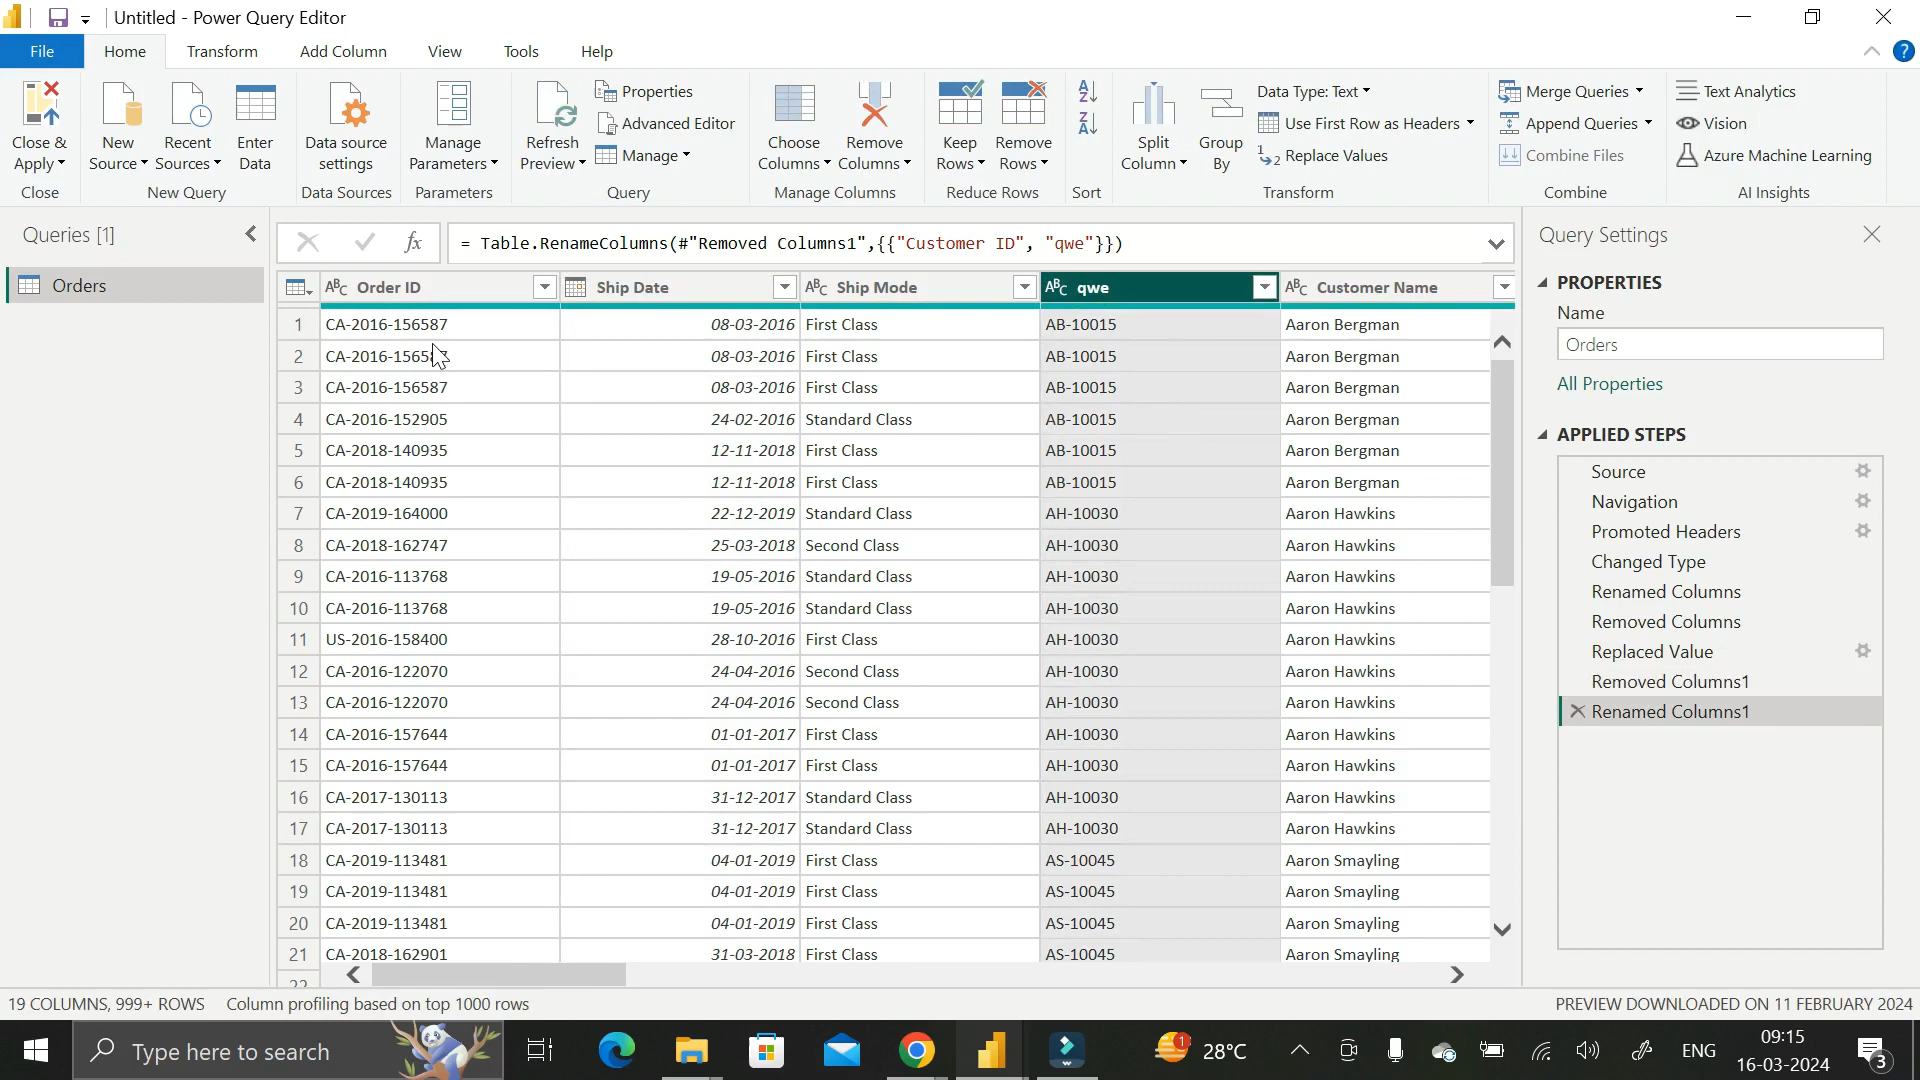 Untitled - Power Query Editor
File Home Transform Add Column View Tools Help
Close & Apply
Close
New Source
Recent Sources
Enter Data
New Query
Data source settings
Data Sources
Manage Parameters
Parameters
Refresh Preview
Properties
Advanced Editor
Manage
Query
Choose Columns
Remove Columns
Manage Columns
Keep Rows
Remove Rows
Reduce Rows
Sort
Split Column
Group By
Data Type: Text
Use First Row as Headers
Replace Values
Transform
Merge Queries
Append Queries
Combine Files
Combine
Text Analytics
Vision
Azure Machine Learning
AI Insights
Queries [1]
Orders
= Table.RenameColumns(#"Removed Columns1",{{"Customer ID", "qwe"}})
Order ID Ship Date Ship Mode qwe Customer Name
1 CA-2016-156587 08-03-2016 First Class AB-10015 Aaron Bergman
2 CA-2016-156587 08-03-2016 First Class AB-10015 Aaron Bergman
3 CA-2016-156587 08-03-2016 First Class AB-10015 Aaron Bergman
4 CA-2016-152905 24-02-2016 Standard Class AB-10015 Aaron Bergman
5 CA-2018-140935 12-11-2018 First Class AB-10015 Aaron Bergman
6 CA-2018-140935 12-11-2018 First Class AB-10015 Aaron Bergman
7 CA-2019-164000 22-12-2019 Standard Class AH-10030 Aaron Hawkins
8 CA-2018-162747 25-03-2018 Second Class AH-10030 Aaron Hawkins
9 CA-2016-113768 19-05-2016 Standard Class AH-10030 Aaron Hawkins
10 CA-2016-113768 19-05-2016 Standard Class AH-10030 Aaron Hawkins
11 US-2016-158400 28-10-2016 First Class AH-10030 Aaron Hawkins
12 CA-2016-122070 24-04-2016 Second Class AH-10030 Aaron Hawkins
13 CA-2016-122070 24-04-2016 Second Class AH-10030 Aaron Hawkins
14 CA-2016-157644 01-01-2017 First Class AH-10030 Aaron Hawkins
15 CA-2016-157644 01-01-2017 First Class AH-10030 Aaron Hawkins
16 CA-2017-130113 31-12-2017 Standard Class AH-10030 Aaron Hawkins
17 CA-2017-130113 31-12-2017 Standard Class AH-10030 Aaron Hawkins
18 CA-2019-113481 04-01-2019 First Class AS-10045 Aaron Smayling
19 CA-2019-113481 04-01-2019 First Class AS-10045 Aaron Smayling
20 CA-2019-113481 04-01-2019 First Class AS-10045 Aaron Smayling
21 CA-2018-162901 31-03-2018 First Class AS-10045 Aaron Smayling
22
Query Settings
PROPERTIES
Name
Orders
All Properties
APPLIED STEPS
Source
Navigation
Promoted Headers
Changed Type
Renamed Columns
Removed Columns
Replaced Value
Removed Columns1
Renamed Columns1
19 COLUMNS, 999+ ROWS Column profiling based on top 1000 rows
PREVIEW DOWNLOADED ON 11 FEBRUARY 2024
Type here to search
1
28°C
ENG
09:15
16-03-2024
3